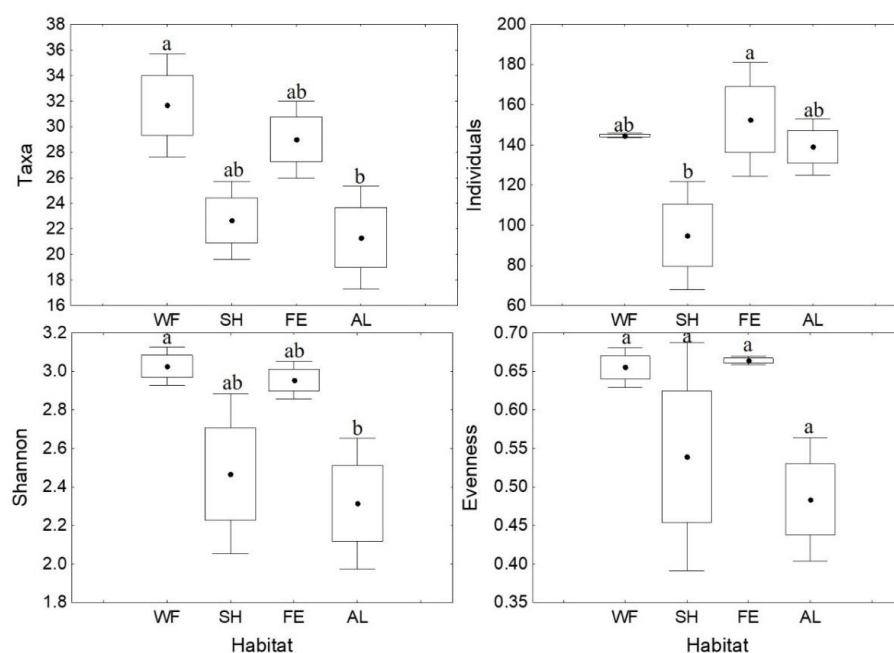 38
36
34
32
30
28
26
24
22
20
18
16
Taxa
a
ab
ab
b
WF SH FE AL
200
180
160
140
120
100
80
60
Individuals
ab
b
a
ab
WF SH FE AL
3.2
3.0
2.8
2.6
2.4
2.2
2.0
1.8
Shannon
a
ab
ab
b
WF SH FE AL
Habitat
0.70
0.65
0.60
0.55
0.50
0.45
0.40
0.35
Evenness
a
a
a
a
WF SH FE AL
Habitat